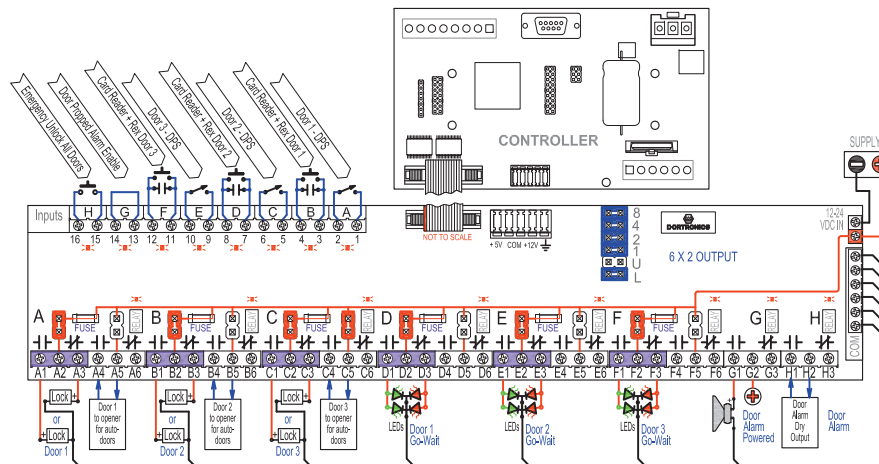 CONTROLLER
SUPPLY
Emergency Unlock All Doors
Door Propped Alarm Enable
Card Reader + Rex Door 3
Door 3 - DPS
Card Reader + Rex Door 2
Door 2 - DPS
Card Reader + Rex Door 1
Door 1 - DPS
Inputs H G F E D C B A
16 15 14 13 12 11 10 9 8 7 6 5 4 3 2 1
NOT TO SCALE
+ 5V COM +12V
8
4
2
1
U
L
DORTRONICS
6 X 2 OUTPUT
12-24
VDC IN
COM
A B C D E F G H
FUSE RELAY FUSE RELAY FUSE RELAY FUSE RELAY FUSE RELAY FUSE RELAY RELAY RELAY
A1 A2 A3 A4 A5 A6 B1 B2 B3 B4 B5 B6 C1 C2 C3 C4 C5 C6 D1 D2 D3 D4 D5 D6 E1 E2 E3 E4 E5 E6 F1 F2 F3 F4 F5 F6 G1 G2 G3 H1 H2 H3
Lock +
or
+ Lock
Door 1
Door 1
to opener
for auto-
doors
Lock +
or
+ Lock
Door 2
Door 2
to opener
for auto-
doors
Lock +
or
+ Lock
Door 3
Door 3
to opener
for auto-
doors
LEDs
Door 1
Go-Wait
LEDs
Door 2
Go-Wait
LEDs
Door 3
Go-Wait
Door
Alarm
Powered
Door
Alarm
Dry
Output
Door
Alarm